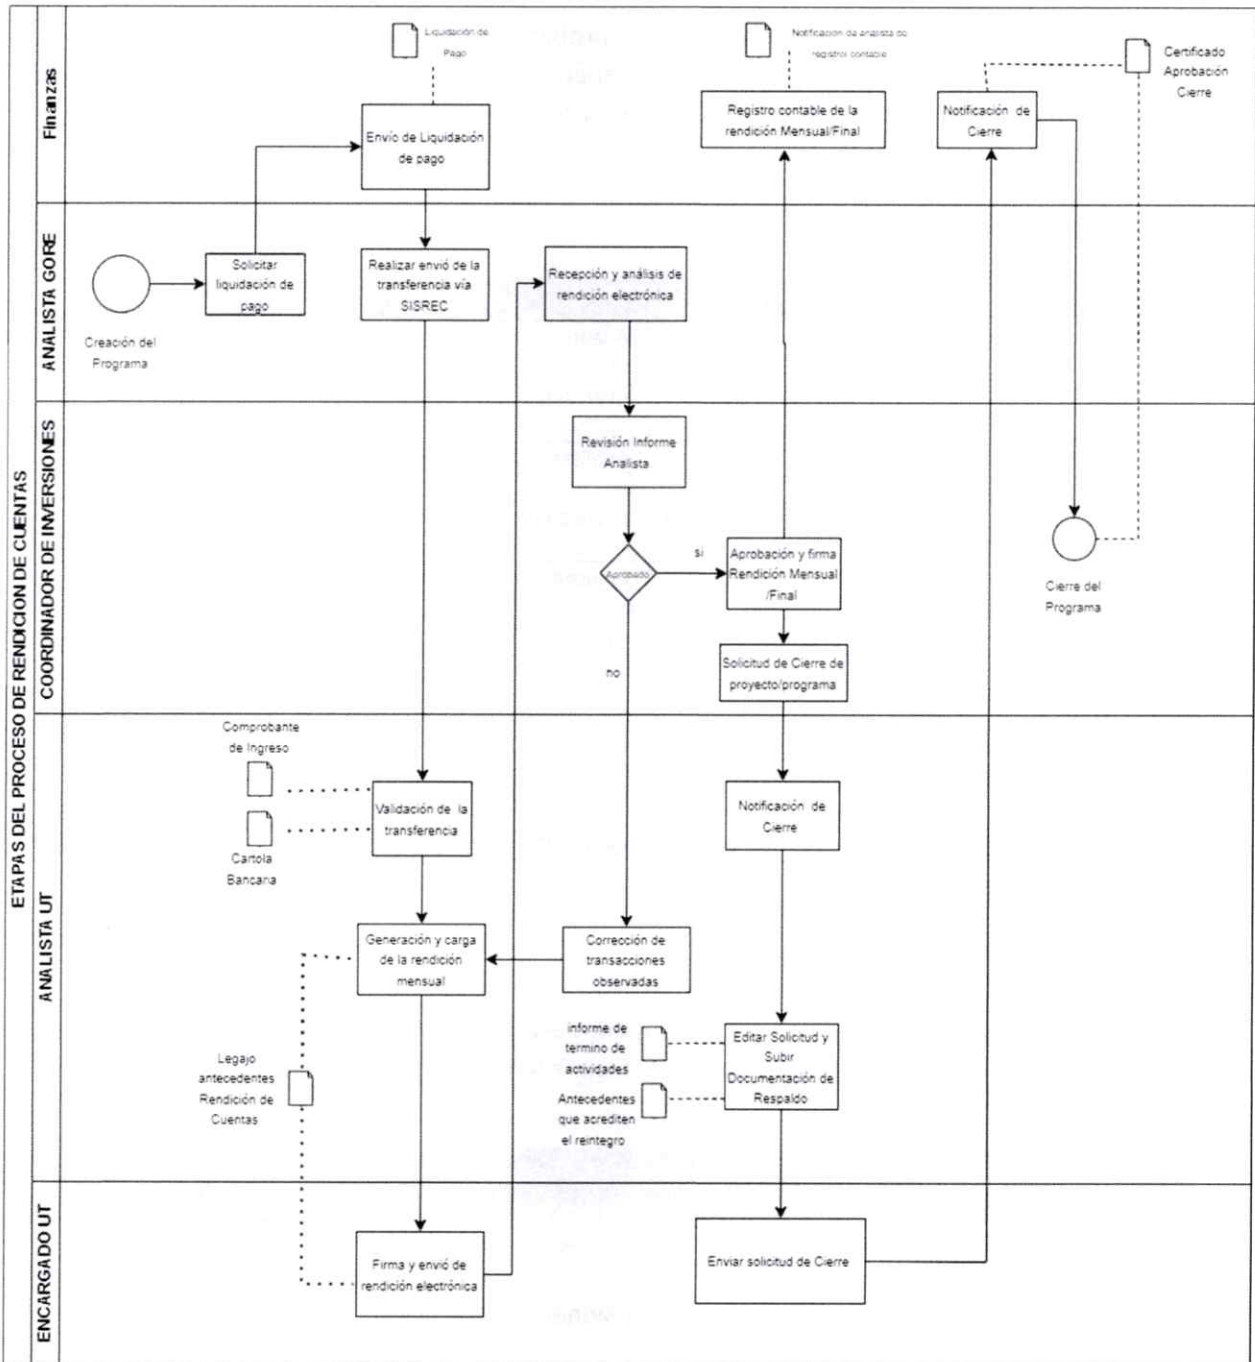 ETAPAS DEL PROCESO DE RENDICION DE CUENTAS
Finanzas
Liquidación de
Pago
Envío de Liquidación
de pago
Notificación de analista de
registrol contable
Registro contable de la
rendición Mensual/Final
Notificación de
Cierre
Certificado
Aprobación
Cierre
ANALISTA GORE
Creación del
Programa
Solicitar
liquidación de
pago
Realizar envió de la
transferencia vía
SISREC
Recepción y análisis de
rendición electrónica
COORDINADOR DE INVERSIONES
Revisión Informe
Analista
Aprobado
si
no
Aprobación y firma
Rendición Mensual
/Final
Solicitud de Cierre de
proyecto/programa
Cierre del
Programa
ANALISTA UT
Comprobante
de Ingreso
Cartola
Bancaria
Validación de la
transferencia
Notificación de
Cierre
Generación y carga
de la rendición
mensual
Corrección de
transacciones
observadas
Legajo
antecedentes
Rendición de
Cuentas
informe de
termino de
actividades
Antecedentes
que acrediten
el reintegro
Editar Solicitud y
Subir
Documentación de
Respaldo
ENCARGADO UT
Firma y envió de
rendición electrónica
Enviar solicitud de Cierre